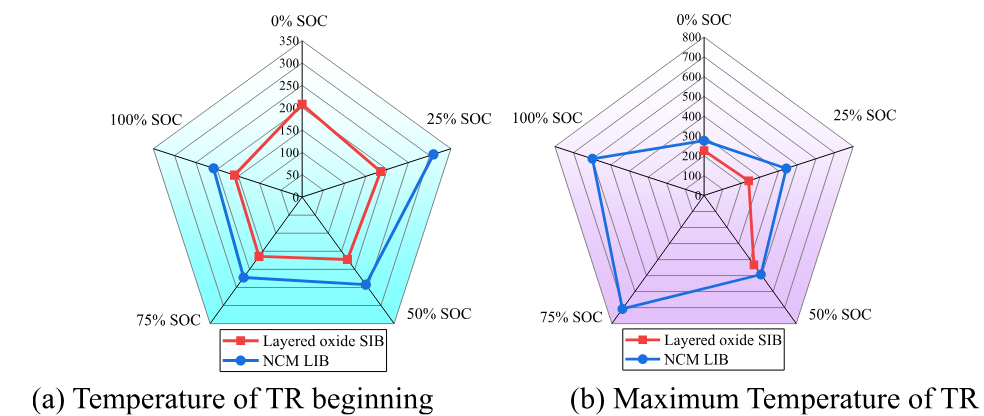 0% SOC
350
300
250
200
150
100
50
0
25% SOC
50% SOC
75% SOC
100% SOC
Layered oxide SIB
NCM LIB
(a) Temperature of TR beginning
0% SOC
800
700
600
500
400
300
200
100
0
25% SOC
50% SOC
75% SOC
100% SOC
Layered oxide SIB
NCM LIB
(b) Maximum Temperature of TR